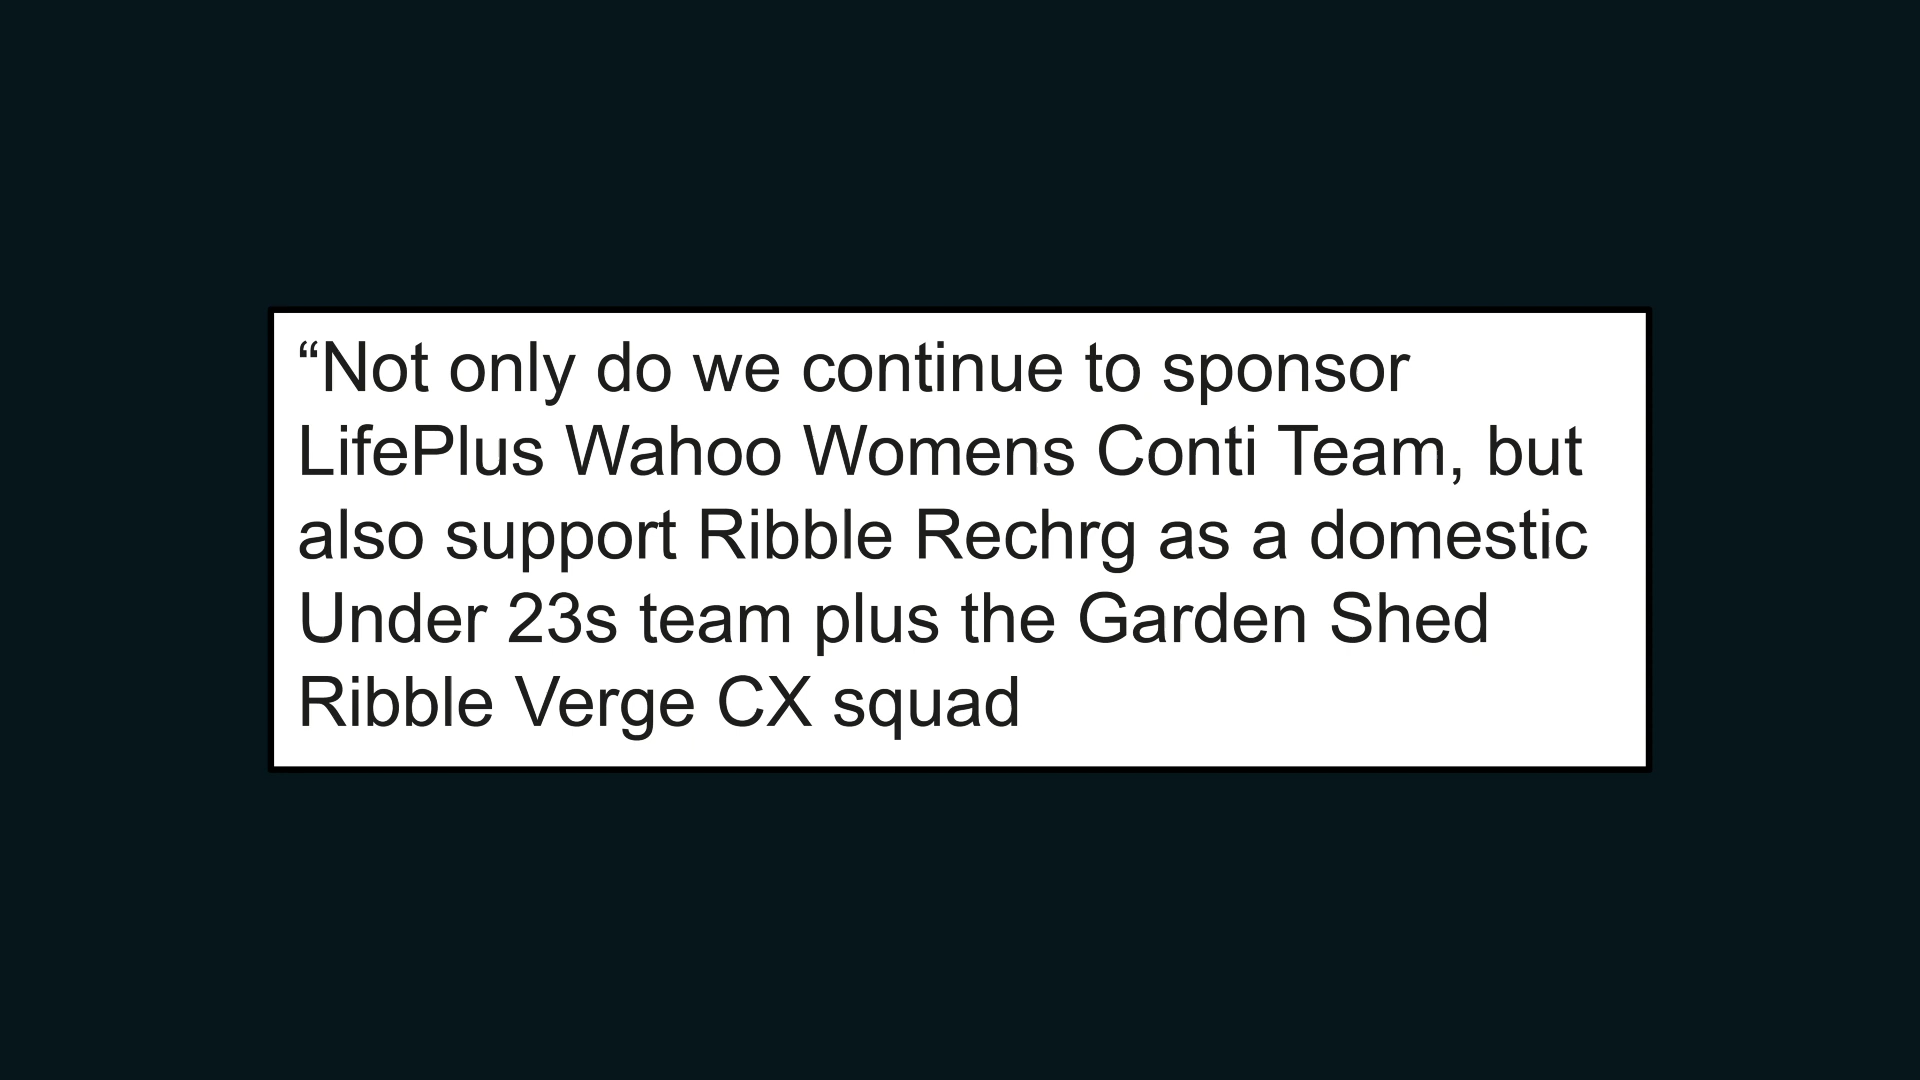 “Not only do we continue to sponsor
LifePlus Wahoo Womens Conti Team, but
also support Ribble Rechrg as a domestic
Under 23s team plus the Garden Shed
Ribble Verge CX squad